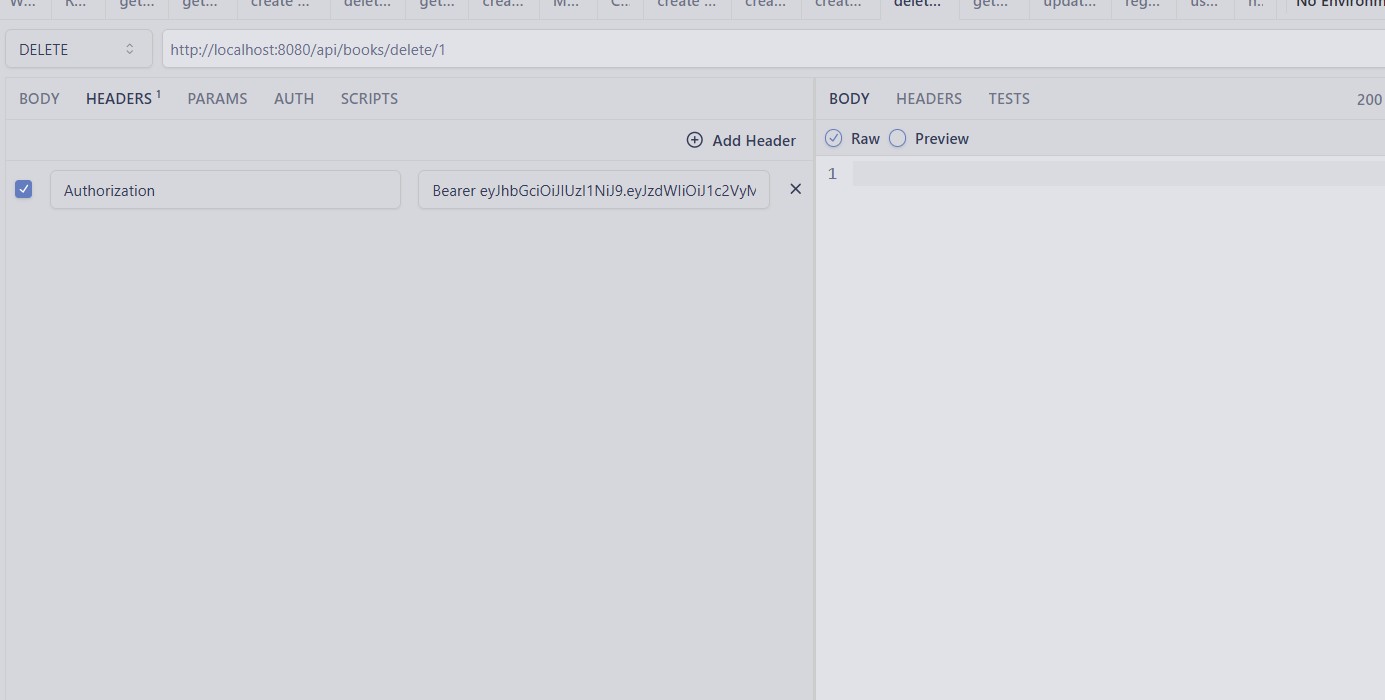 W... R... get... get... create ... delet... get... crea... M... C... create ... crea... creat... delet... get... updat... reg... us... No Environm
DELETE http://localhost:8080/api/books/delete/1
BODY HEADERS 1 PARAMS AUTH SCRIPTS BODY HEADERS TESTS 200
Add Header Raw Preview
1
Authorization Bearer eyJhbGciOiJIUzI1NiJ9.eyJzdWIiOiJ1c2VyM